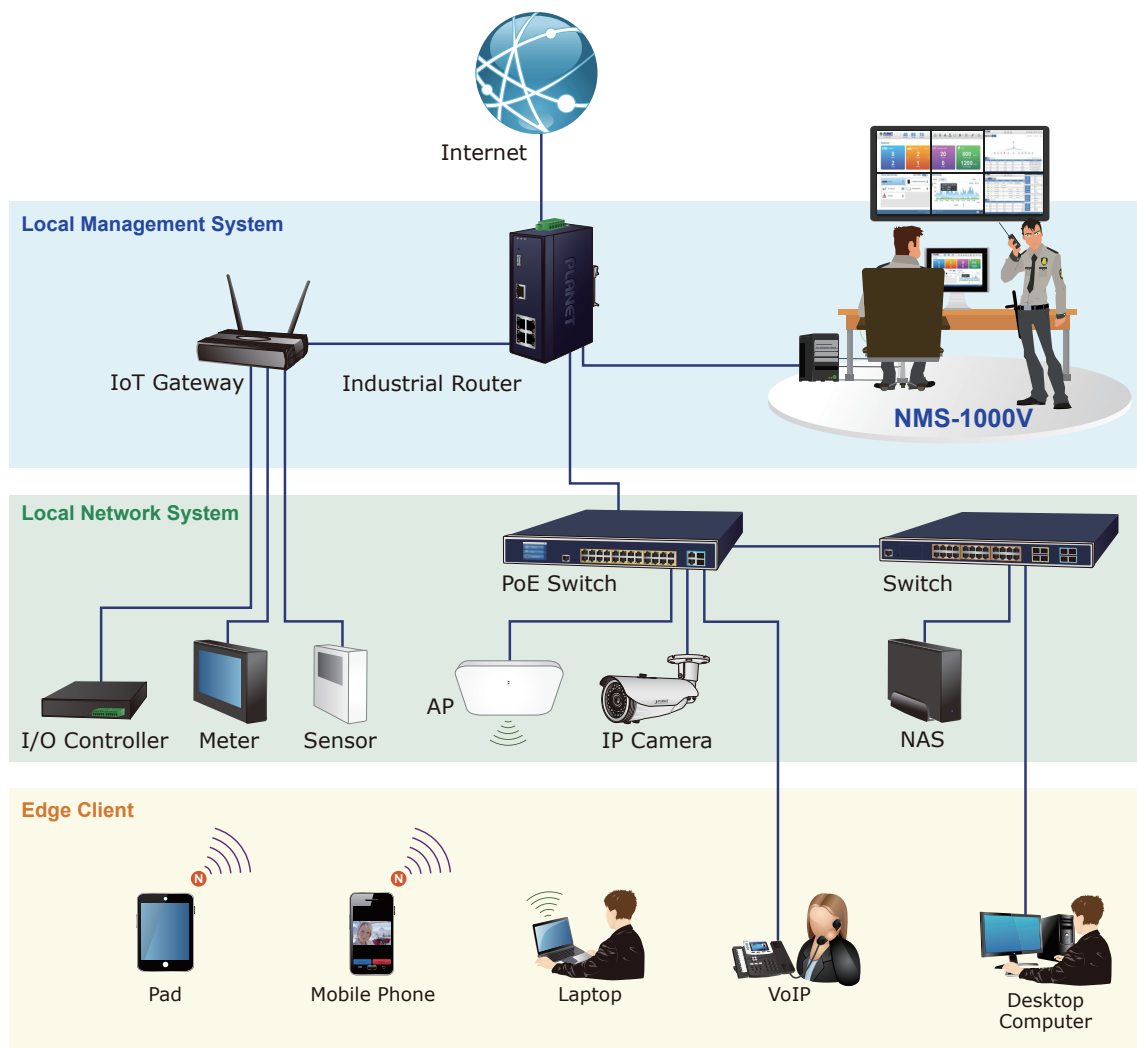 Internet
Local Management System
PLANET
IoT Gateway
Industrial Router
NMS-1000V
Local Network System
PoE Switch
Switch
AP
I/O Controller
Meter
Sensor
IP Camera
NAS
Edge Client
N
N
Pad
Mobile Phone
Laptop
VoIP
Desktop
Computer